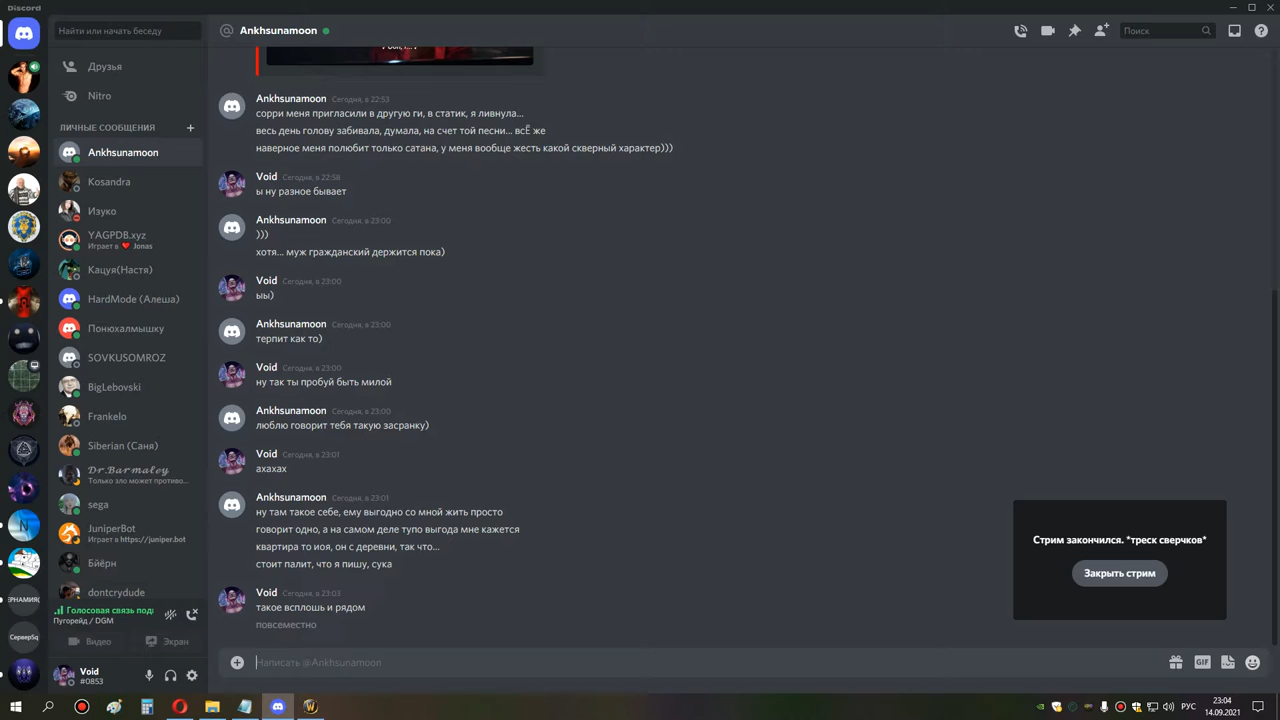 Discord
Найти или начать беседу
Друзья
Nitro
ЛИЧНЫЕ СООБЩЕНИЯ
Ankhsunamoon
Kosandra
Изуко
YAGPDB.xyz
Играет в ❤ Jonas
Кацуя(Настя)
HardMode (Алеша)
Понюхалмышку
SOVKUSOMROZ
BigLebovski
Frankelo
Siberian (Саня)
Dr.Barmaley
Только зло может противо...
sega
JuniperBot
Играет в https://juniper.bot
Бйёрн
dontcrydude
Голосовая связь под
Пугорейд / DGM
Видео
Экран
Void
#0853
ЕРНАМИЯ(
СерверSq
Ankhsunamoon
Поиск
Ankhsunamoon Сегодня, в 22:53
сорри меня пригласили в другую ги, в статик, я ливнула...
весь день голову забивала, думала, на счет той песни... всё же
наверное меня полюбит только сатана, у меня вообще жесть какой скверный характер)))
Void Сегодня, в 22:58
ы ну разное бывает
Ankhsunamoon Сегодня, в 23:00
)))
хотя... муж гражданский держится пока)
Void Сегодня, в 23:00
ыы)
Ankhsunamoon Сегодня, в 23:00
терпит как то)
Void Сегодня, в 23:00
ну так ты пробуй быть милой
Ankhsunamoon Сегодня, в 23:00
люблю говорит тебя такую засранку)
Void Сегодня, в 23:01
ахахах
Ankhsunamoon Сегодня, в 23:01
ну там такое себе, ему выгодно со мной жить просто
говорит одно, а на самом деле тупо выгода мне кажется
квартира то иоя, он с деревни, так что...
стоит палит, что я пишу, сука
Void Сегодня, в 23:03
такое всплошь и рядом
повсеместно
Написать @Ankhsunamoon
GIF
Стрим закончился. *треск сверчков*
Закрыть стрим
РУС
23:04
14.09.2021